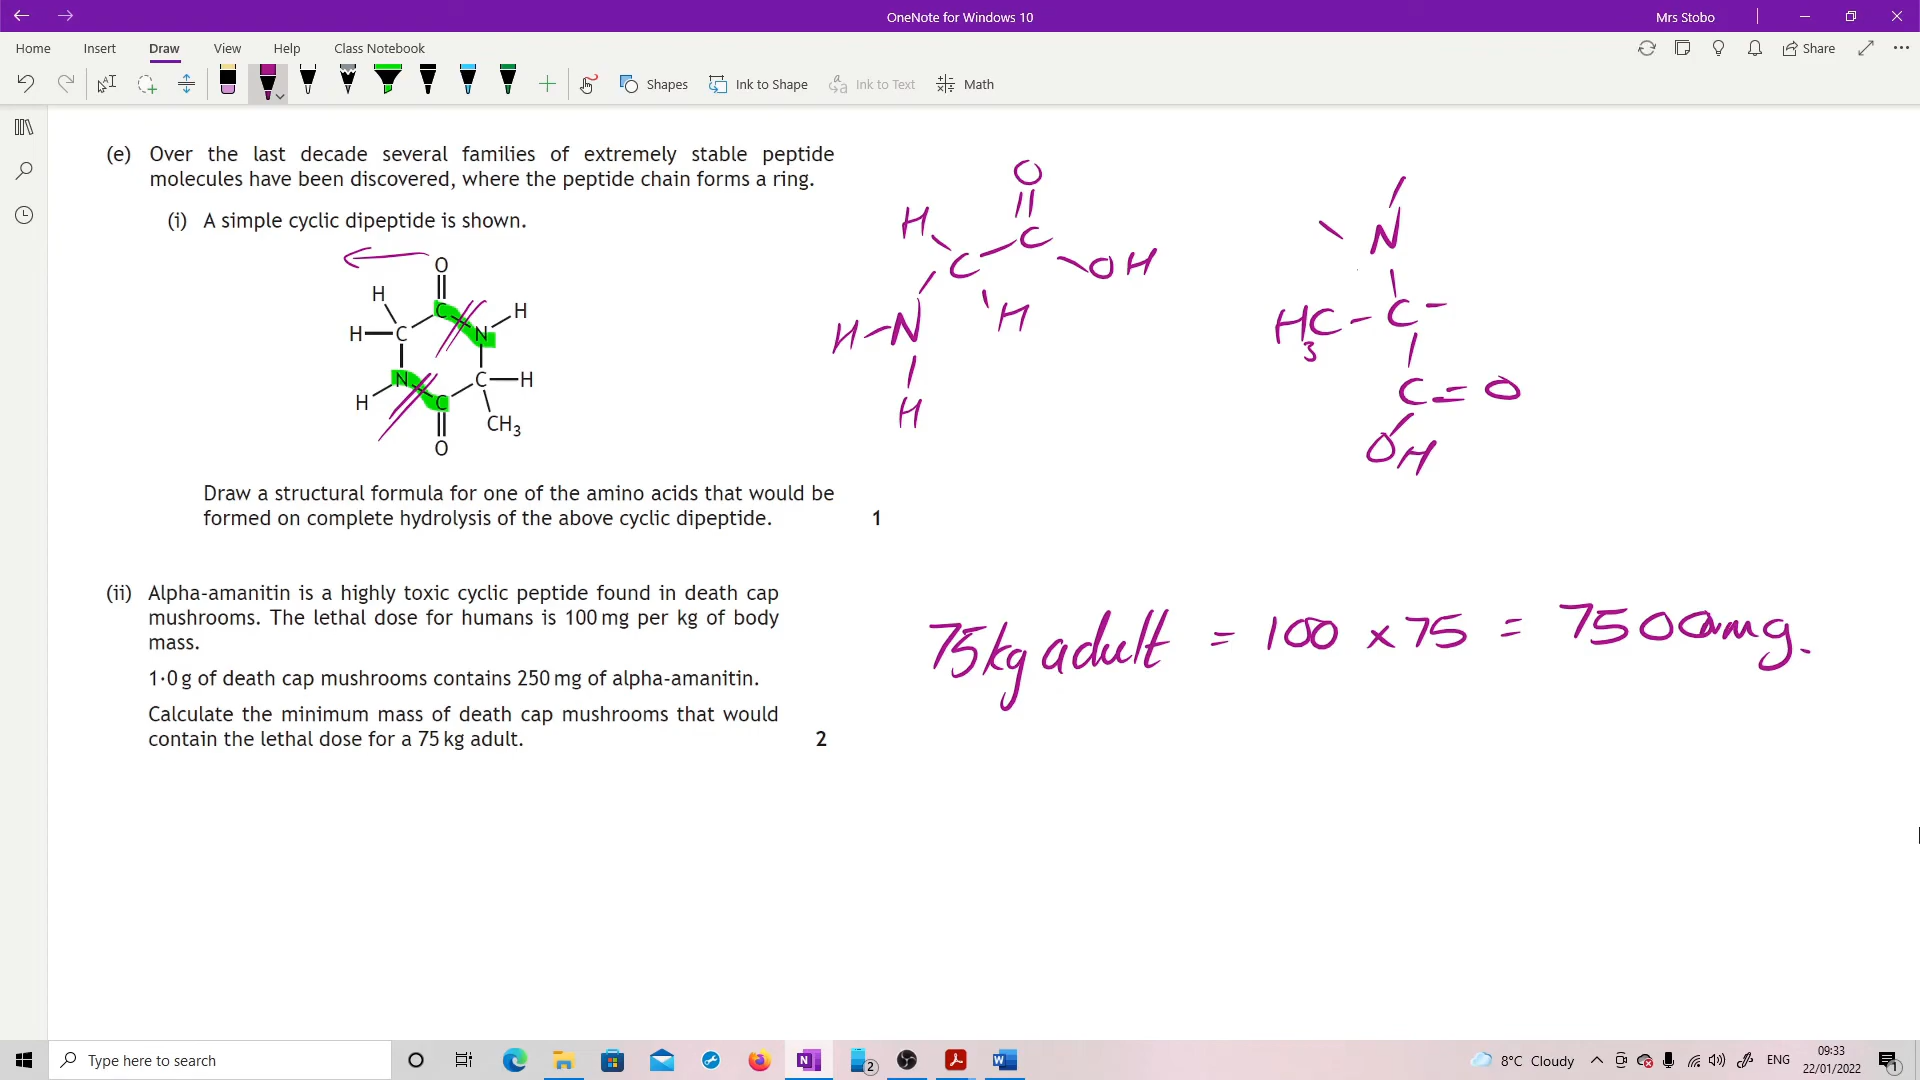 OneNote for Windows 10
Mrs Stobo
Home Insert Draw View Help Class Notebook
Share
Shapes Ink to Shape Ink to Text Math
(e) Over the last decade several families of extremely stable peptide
molecules have been discovered, where the peptide chain forms a ring.
(i) A simple cyclic dipeptide is shown.
O
H C H
H C N
N C H
H C CH3
O
O
H C
C OH
H N H
H
N
H3C - C -
C = O
OH
Draw a structural formula for one of the amino acids that would be
formed on complete hydrolysis of the above cyclic dipeptide. 1
(ii) Alpha-amanitin is a highly toxic cyclic peptide found in death cap
mushrooms. The lethal dose for humans is 100 mg per kg of body
mass.
1·0 g of death cap mushrooms contains 250 mg of alpha-amanitin.
Calculate the minimum mass of death cap mushrooms that would
contain the lethal dose for a 75 kg adult. 2
75kg adult = 100 x 75 = 7500mg.
Type here to search
2
8°C Cloudy
ENG
09:33
22/01/2022
1